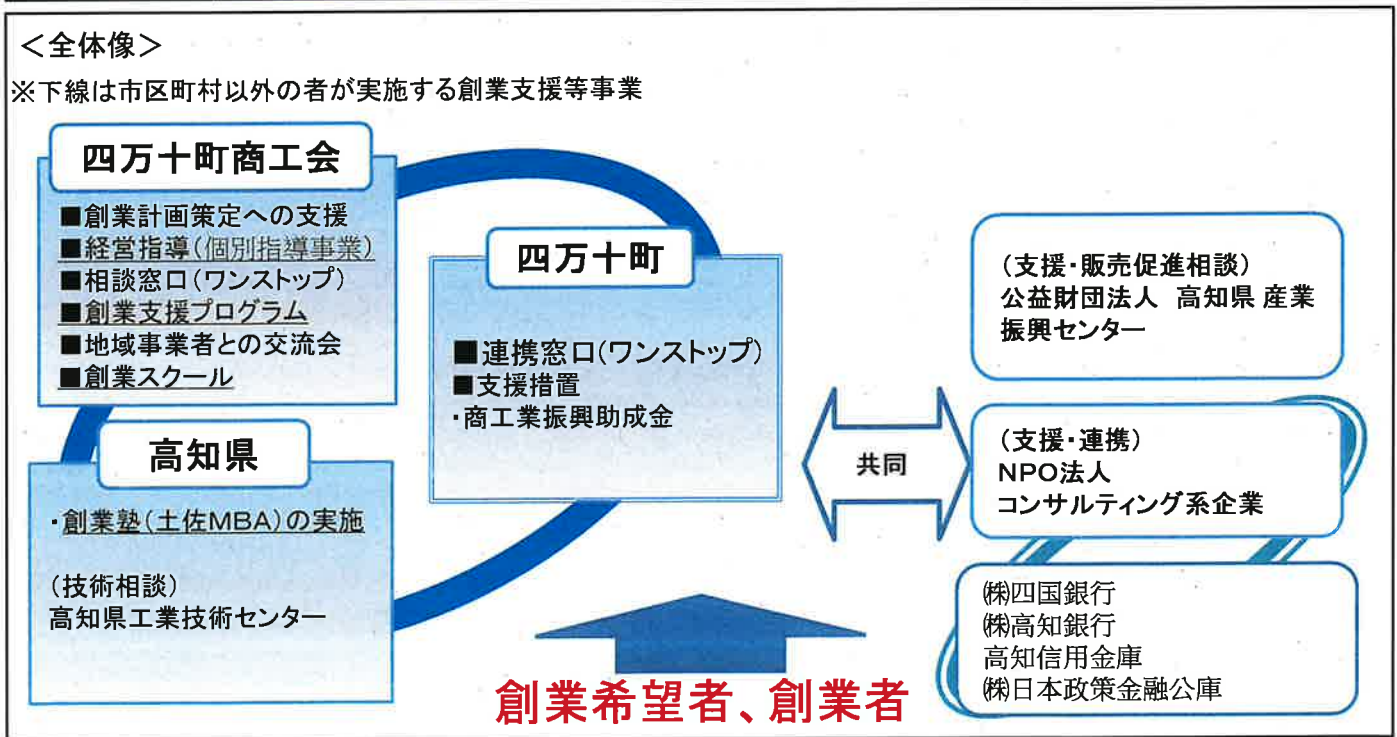 ＜全体像＞
※下線は市区町村以外の者が実施する創業支援等事業
四万十町商工会
■創業計画策定への支援
■経営指導(個別指導事業)
■相談窓口(ワンストップ)
■創業支援プログラム
■地域事業者との交流会
■創業スクール
高知県
・創業塾(土佐MBA)の実施
(技術相談)
高知県工業技術センター
四万十町
■連携窓口(ワンストップ)
■支援措置
・商工業振興助成金
共同
(支援・販売促進相談)
公益財団法人　高知県 産業
振興センター
(支援・連携)
NPO法人
コンサルティング系企業
㈱四国銀行
㈱高知銀行
高知信用金庫
㈱日本政策金融公庫
創業希望者、創業者